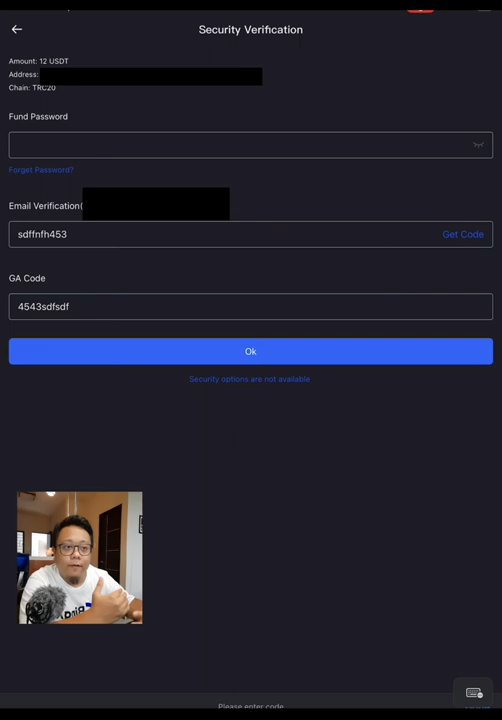 Security Verification
Amount: 12 USDT
Address:
Chain: TRC20
Fund Password
Forget Password?
Email Verification(
sdffnfh453
Get Code
GA Code
4543sdfsdf
Ok
Security options are not available
Please enter code